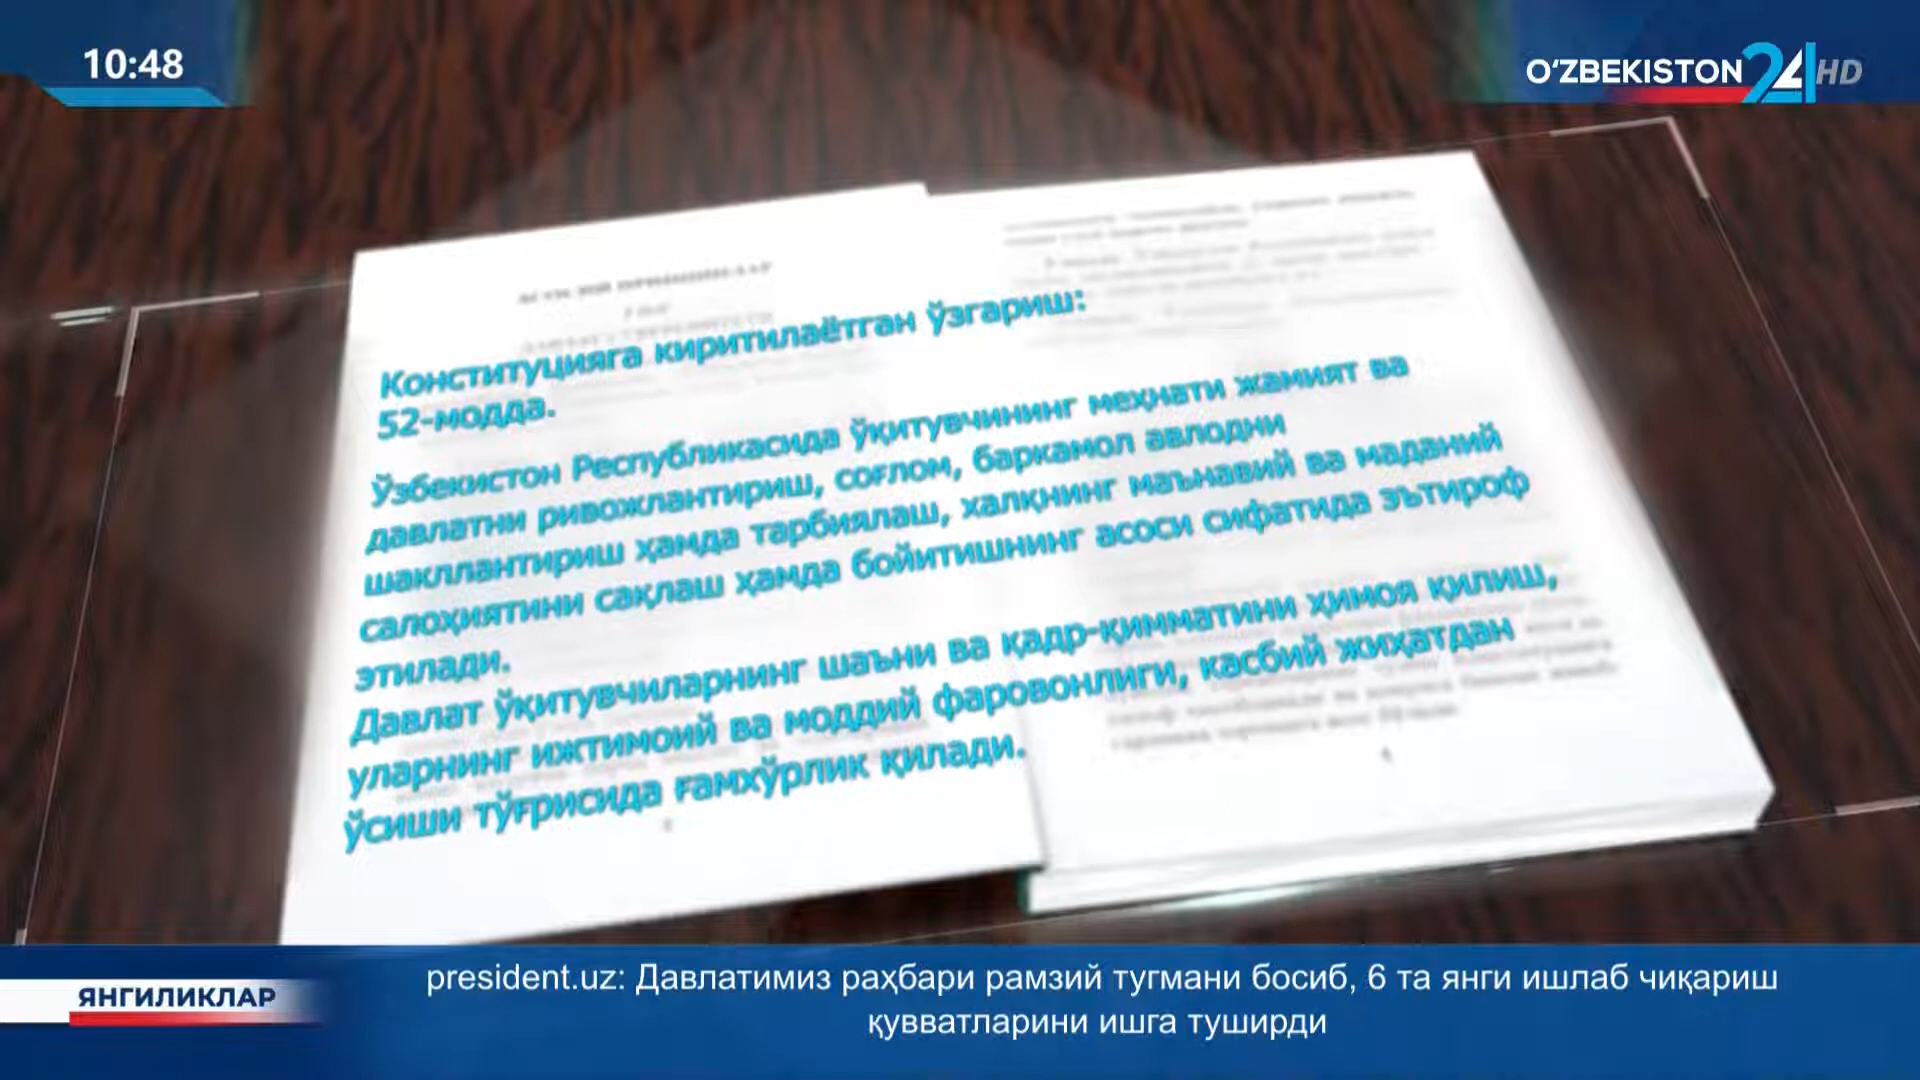 10:48
O‘ZBEKISTON 24 HD
Конституцияга киритилаётган ўзгариш:
52-модда.
Ўзбекистон Республикасида ўқитувчининг меҳнати жамият ва
давлатни ривожлантириш, соғлом, баркамол авлодни
шакллантириш ҳамда тарбиялаш, халқнинг маънавий ва маданий
салоҳиятини сақлаш ҳамда бойитишнинг асоси сифатида эътироф
этилади.
Давлат ўқитувчиларнинг шаъни ва қадр-қимматини ҳимоя қилиш,
уларнинг ижтимоий ва моддий фаровонлиги, касбий жиҳатдан
ўсиши тўғрисида ғамхўрлик қилади.
ЯНГИЛИКЛАР
president.uz: Давлатимиз раҳбари рамзий тугмани босиб, 6 та янги ишлаб чиқариш
қувватларини ишга туширди